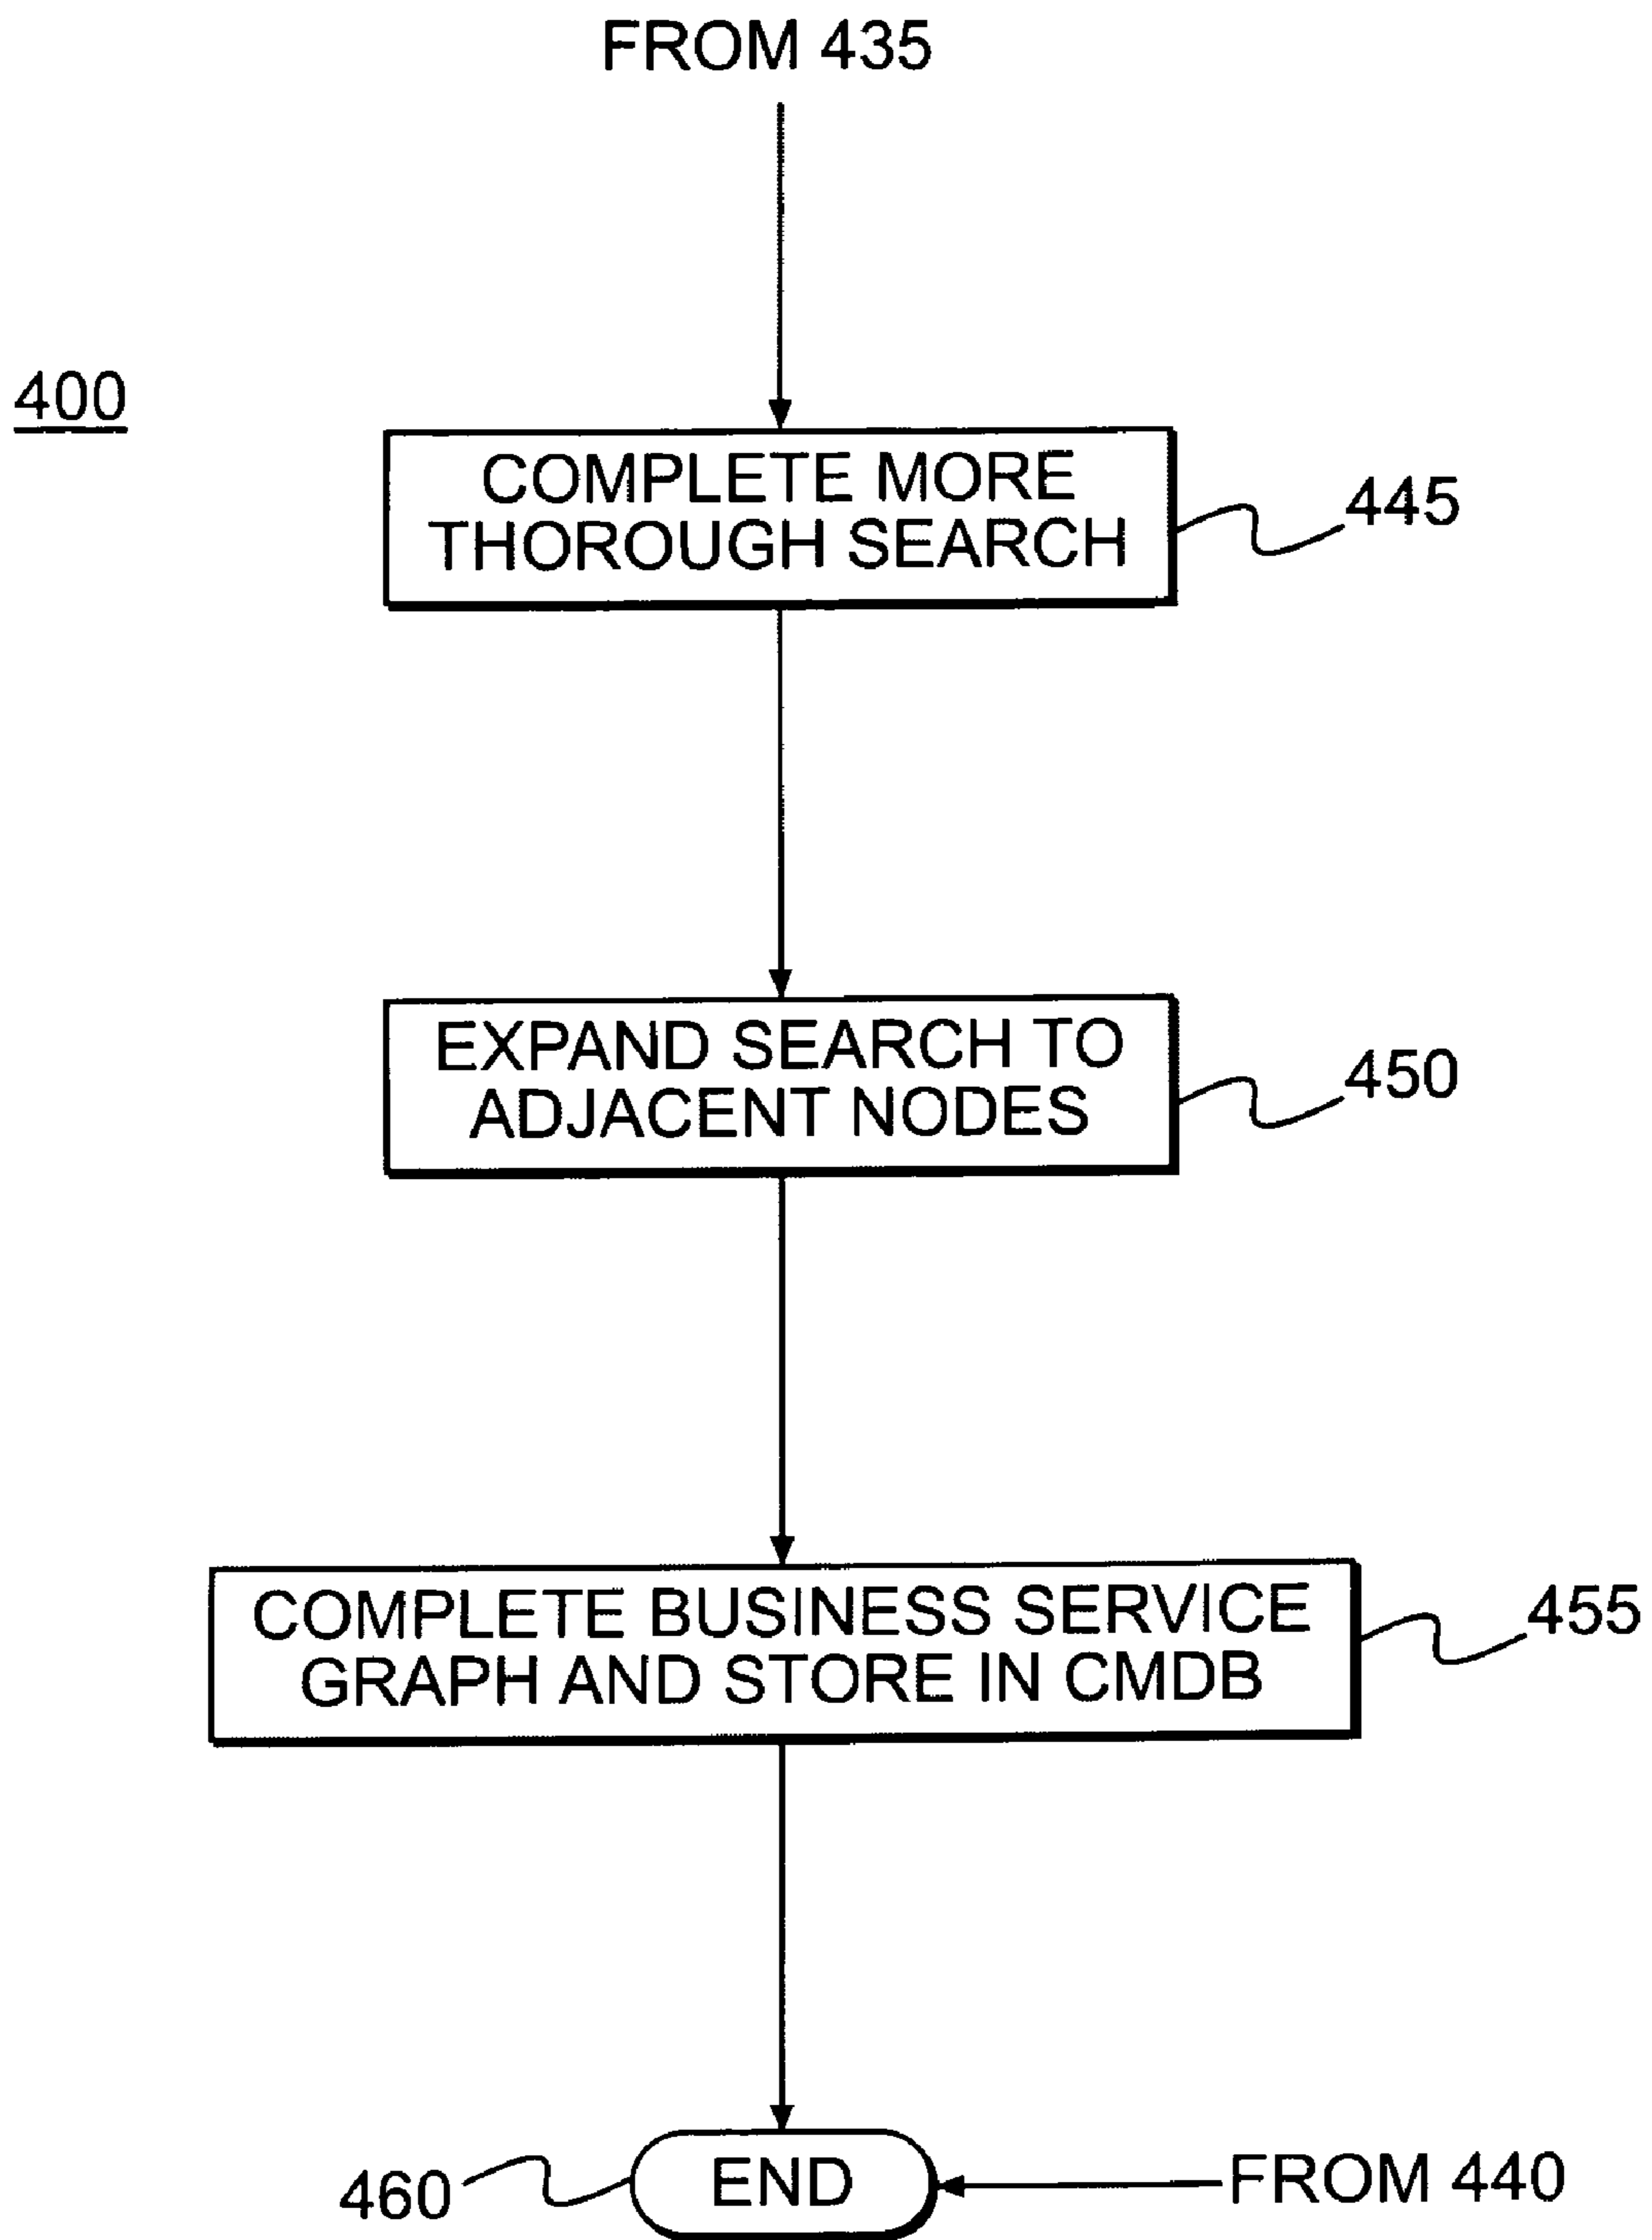 FROM 435
400
COMPLETE MORE
THOROUGH SEARCH
445
EXPAND SEARCH TO
ADJACENT NODES
450
COMPLETE BUSINESS SERVICE
GRAPH AND STORE IN CMDB
455
460
END
FROM 440